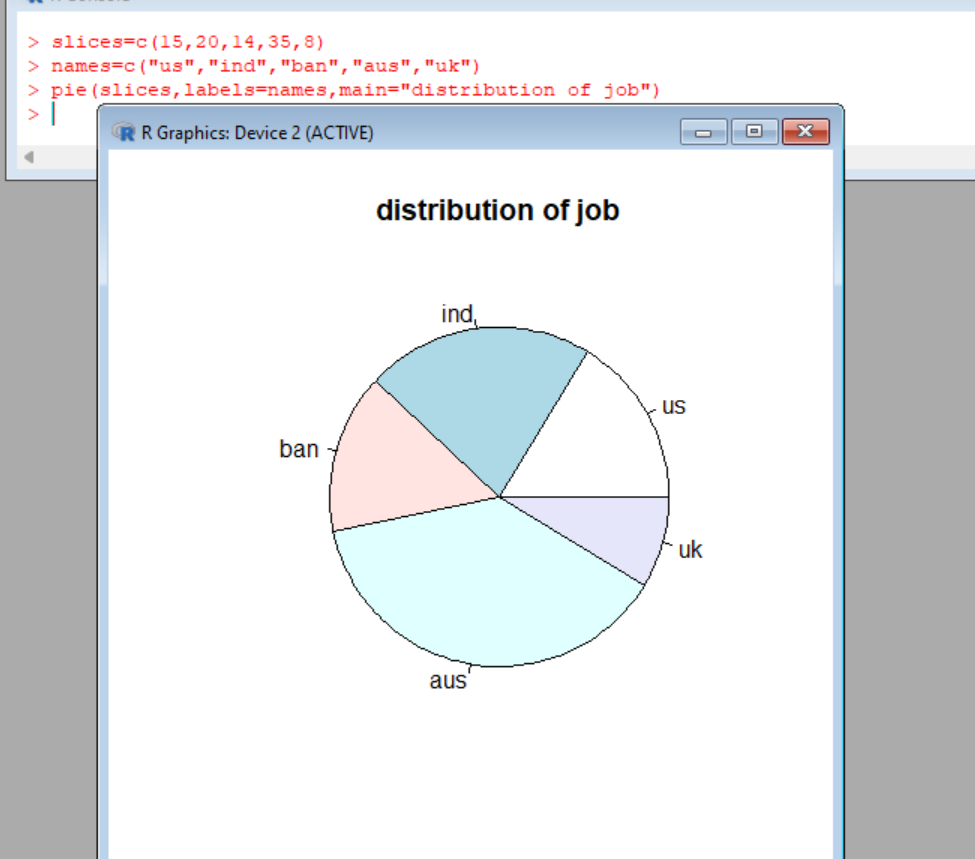 > slices=c(15,20,14,35,8)
> names=c("us","ind","ban","aus","uk")
> pie(slices,labels=names,main="distribution of job")
>
R Graphics: Device 2 (ACTIVE)
distribution of job
ind
us
ban
uk
aus